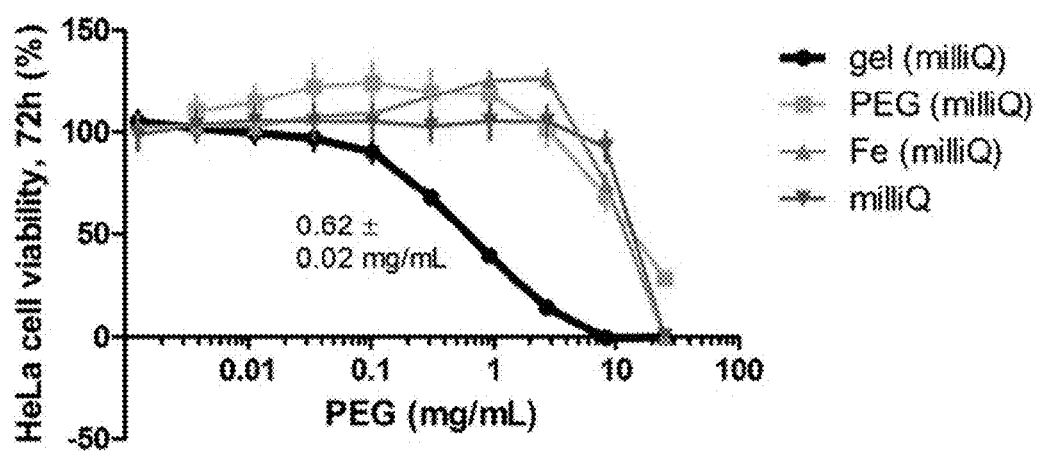 HeLa cell viability, 72h (%)
150
100
50
0
-50
0.62 ±
0.02 mg/mL
0.01
0.1
1
10
100
PEG (mg/mL)
gel (milliQ)
PEG (milliQ)
Fe (milliQ)
milliQ